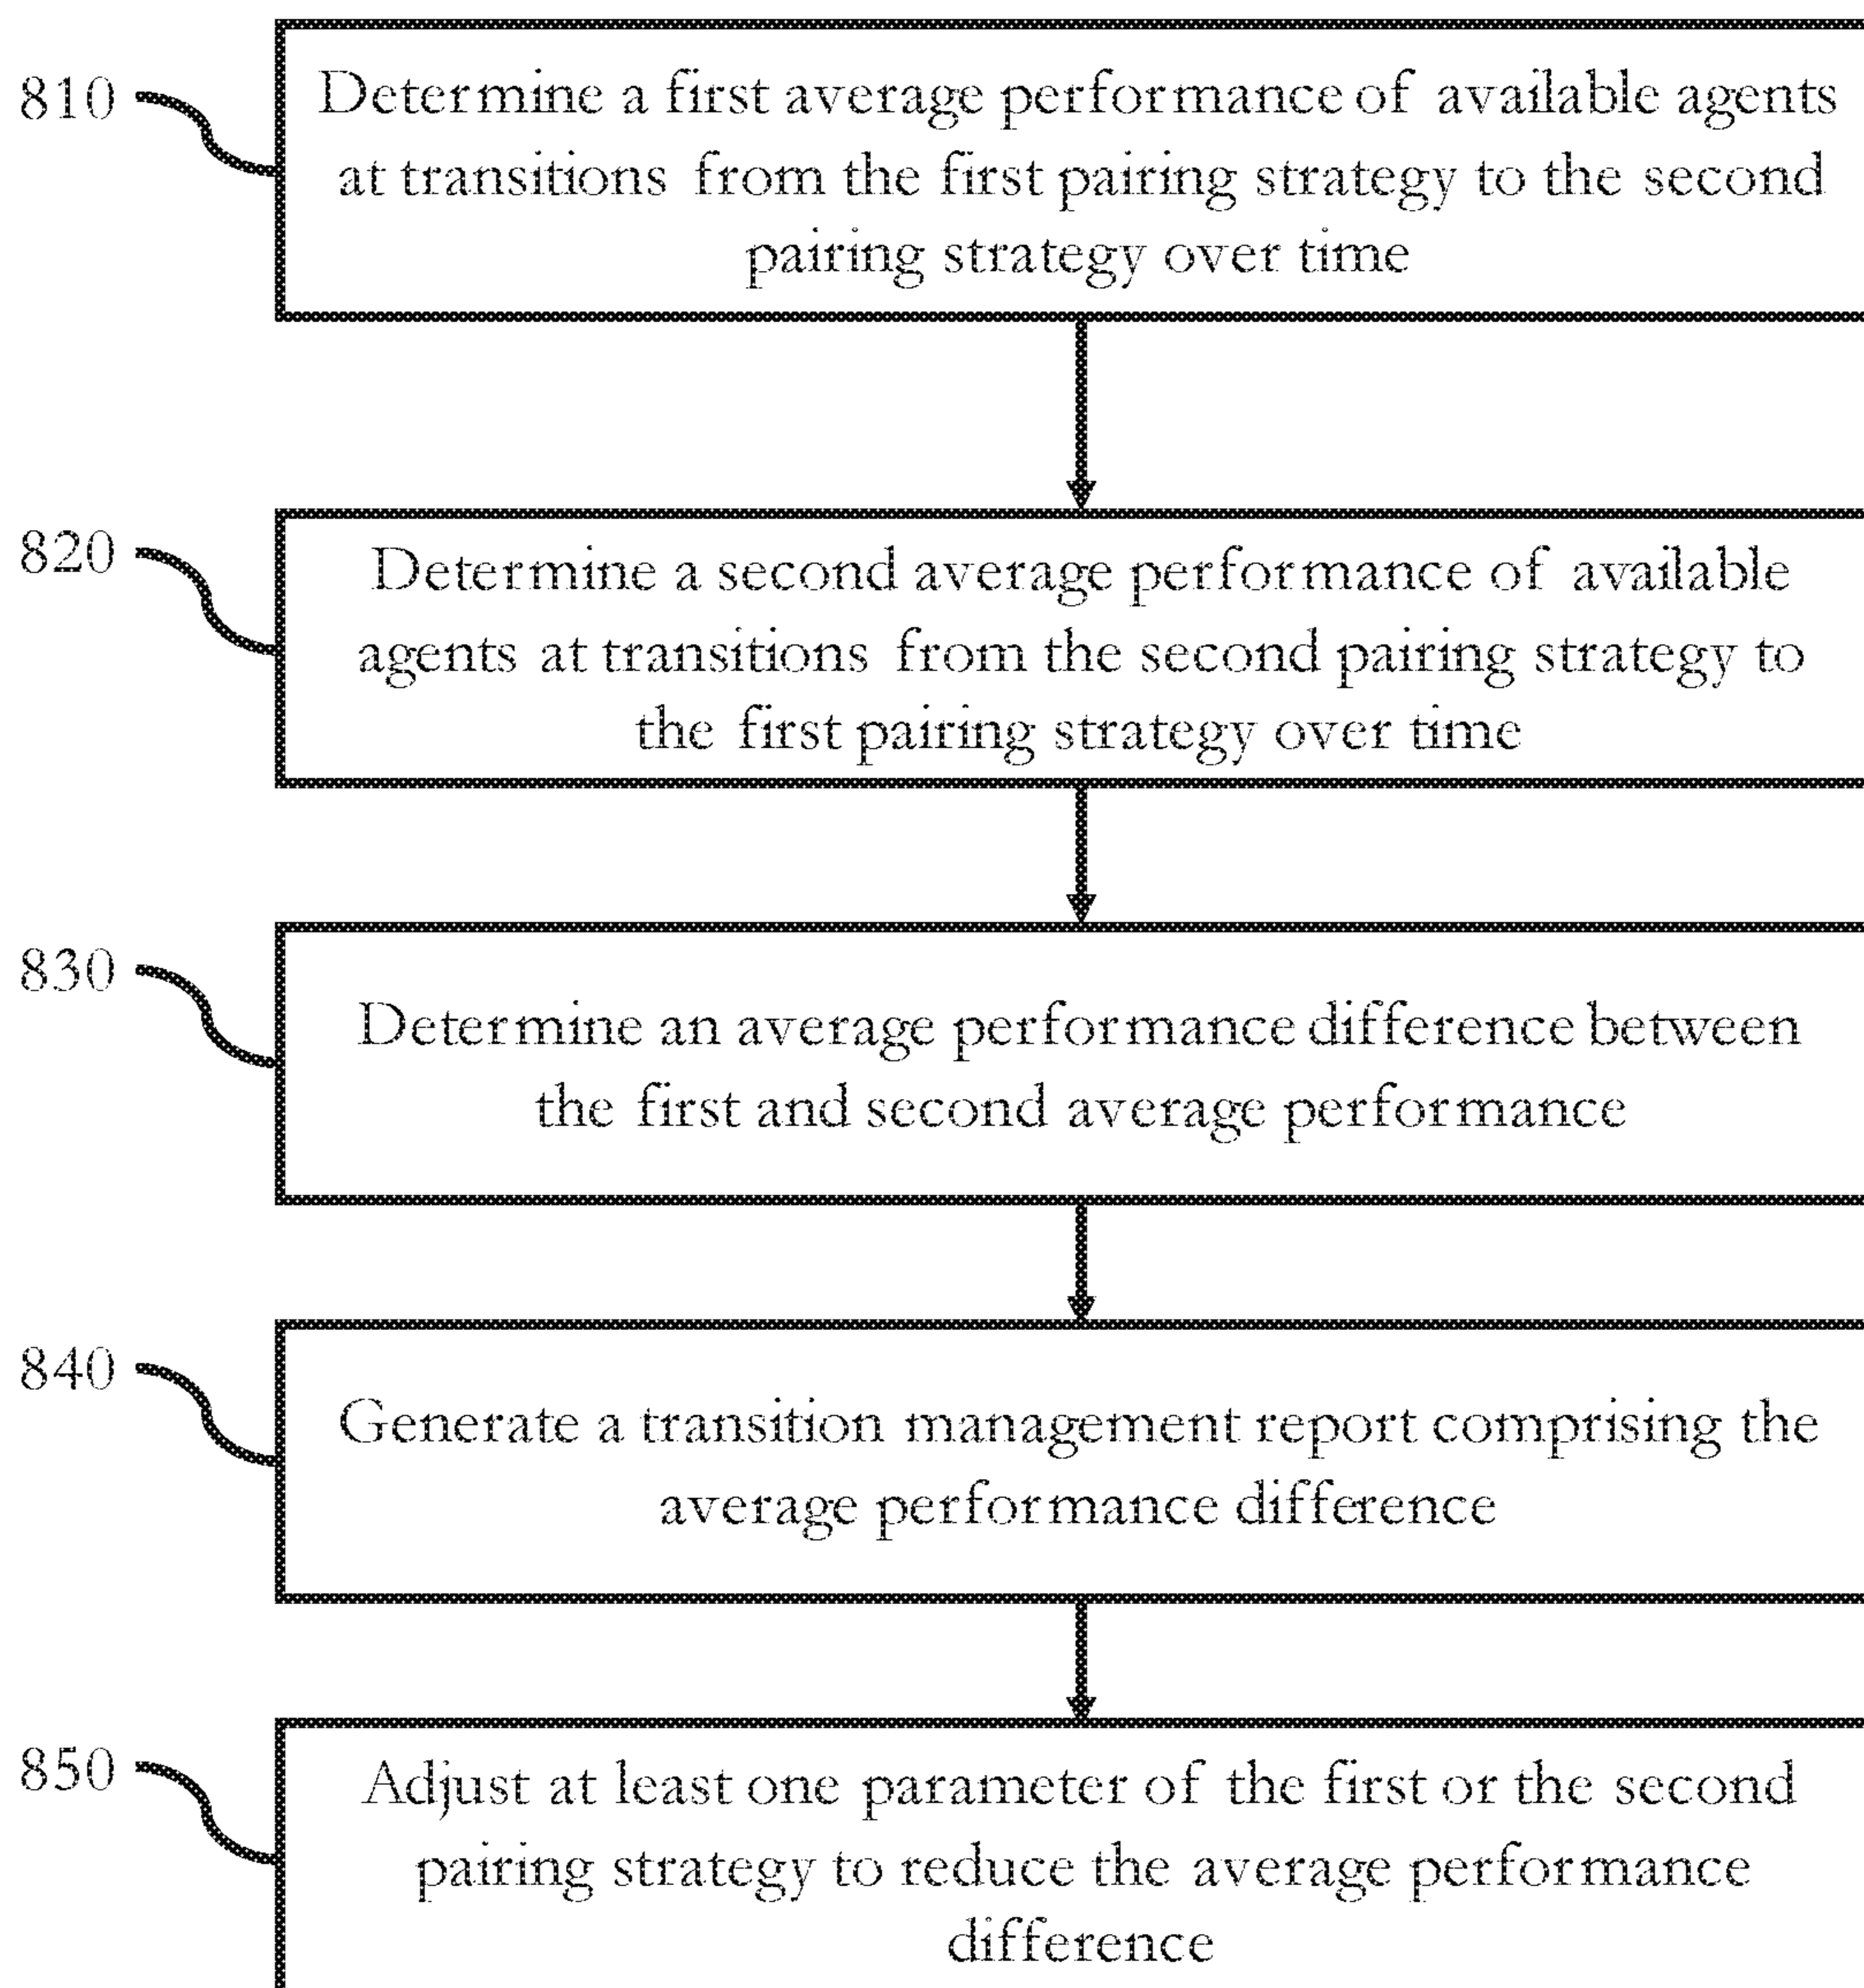 810
Determine a first average performance of available agents
at transitions from the first pairing strategy to the second
pairing strategy over time
820
Determine a second average performance of available
agents at transitions from the second pairing strategy to
the first pairing strategy over time
830
Determine an average performance difference between
the first and second average performance
840
Generate a transition management report comprising the
average performance difference
850
Adjust at least one parameter of the first or the second
pairing strategy to reduce the average performance
difference